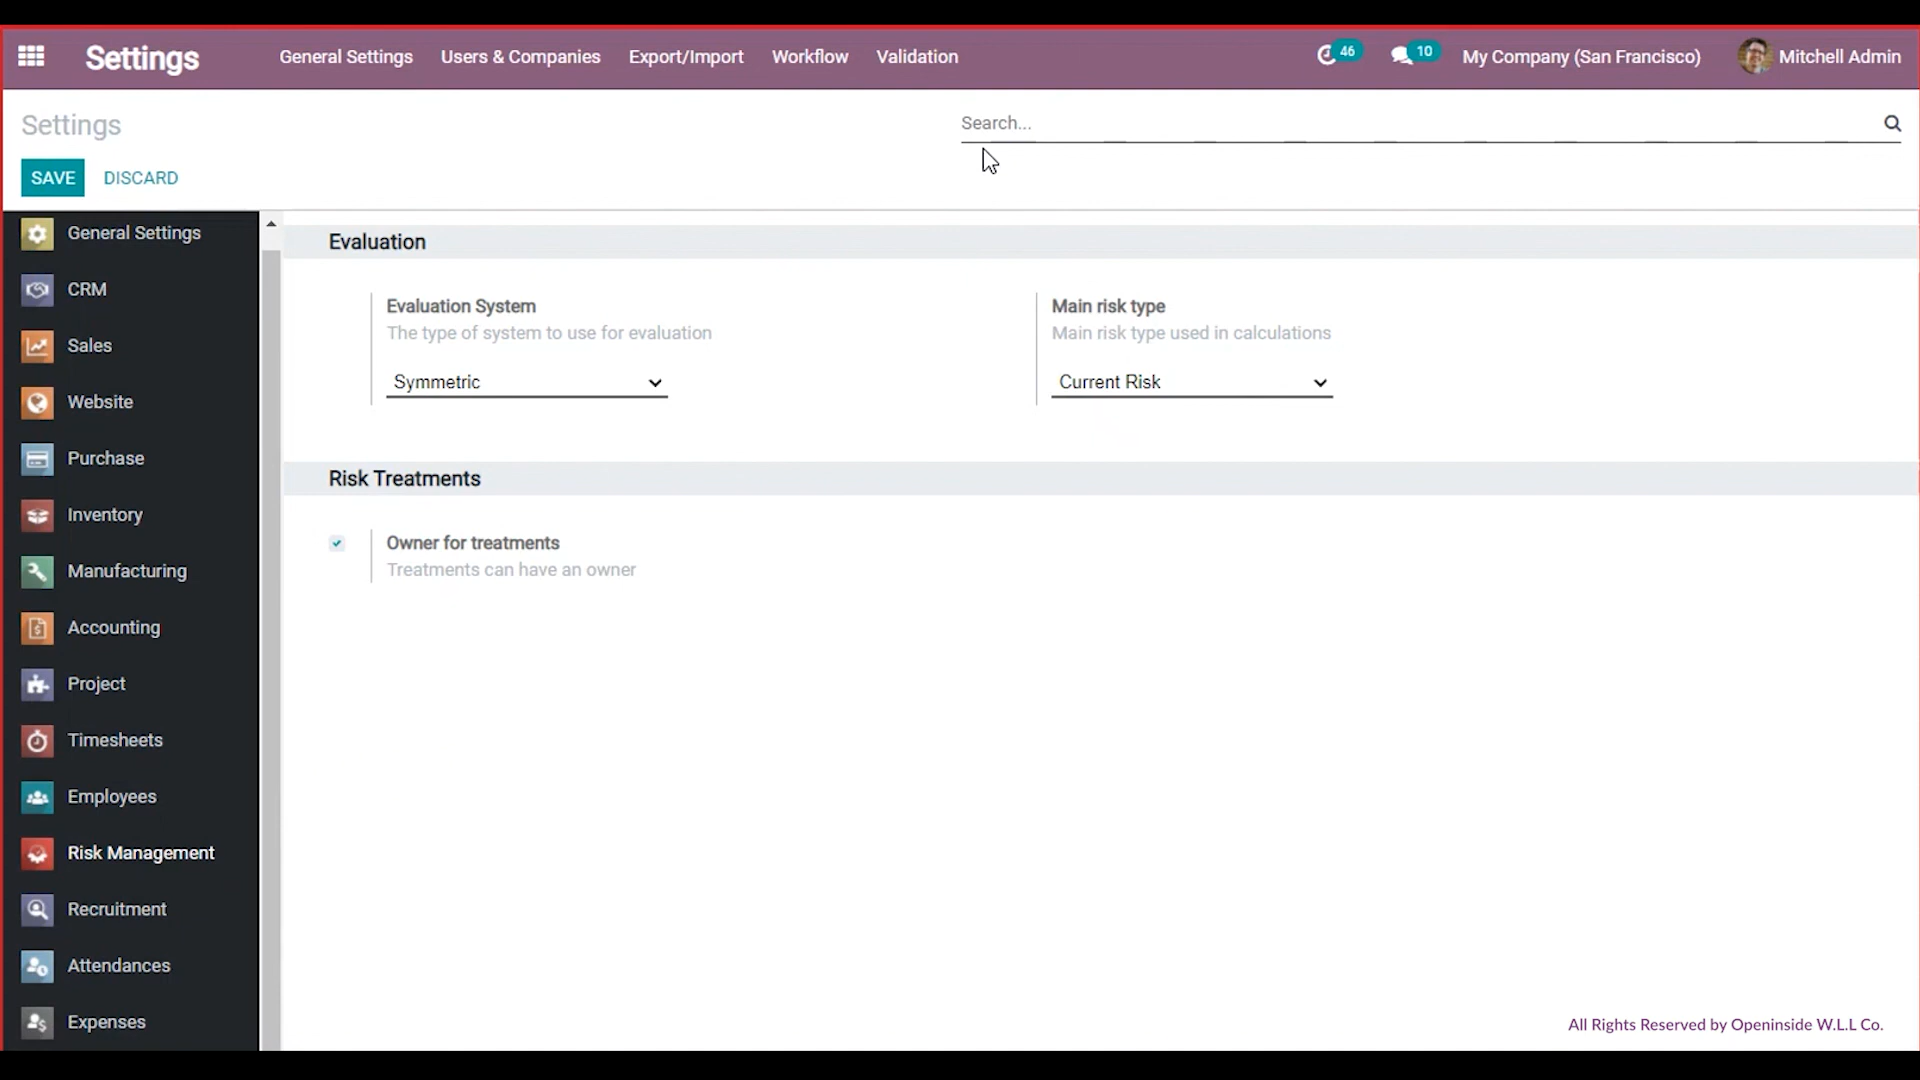 Settings
General Settings Users & Companies Export/Import Workflow Validation
46
10
My Company (San Francisco)
Mitchell Admin
Settings
Search...
SAVE DISCARD
General Settings
CRM
Sales
Website
Purchase
Inventory
Manufacturing
Accounting
Project
Timesheets
Employees
Risk Management
Recruitment
Attendances
Expenses
Evaluation
Evaluation System
The type of system to use for evaluation
Symmetric
Main risk type
Main risk type used in calculations
Current Risk
Risk Treatments
Owner for treatments
Treatments can have an owner
All Rights Reserved by Openinside W.L.L Co.